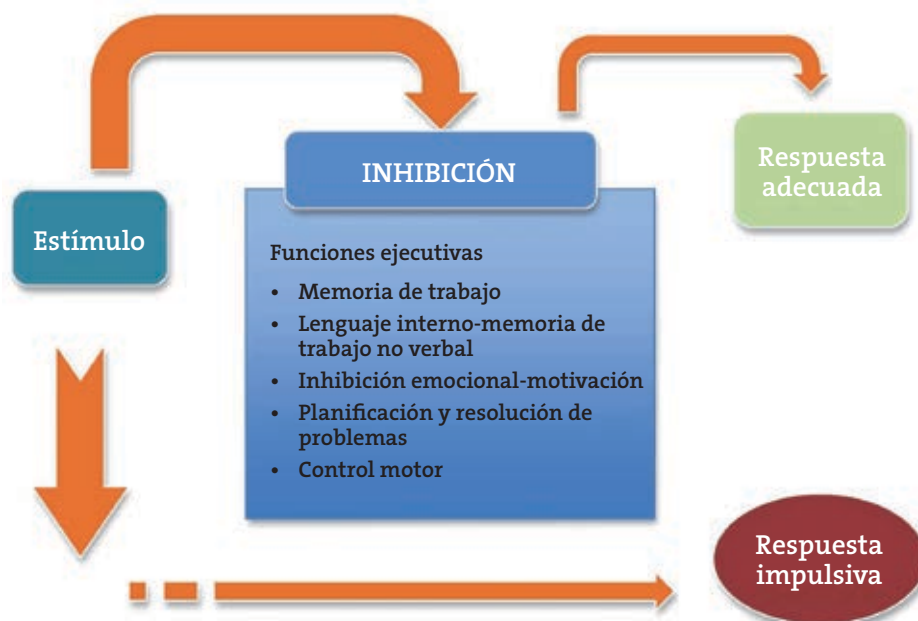 Estímulo
INHIBICIÓN
Funciones ejecutivas
• Memoria de trabajo
• Lenguaje interno-memoria de
trabajo no verbal
• Inhibición emocional-motivación
• Planificación y resolución de
problemas
• Control motor
Respuesta
adecuada
Respuesta
impulsiva